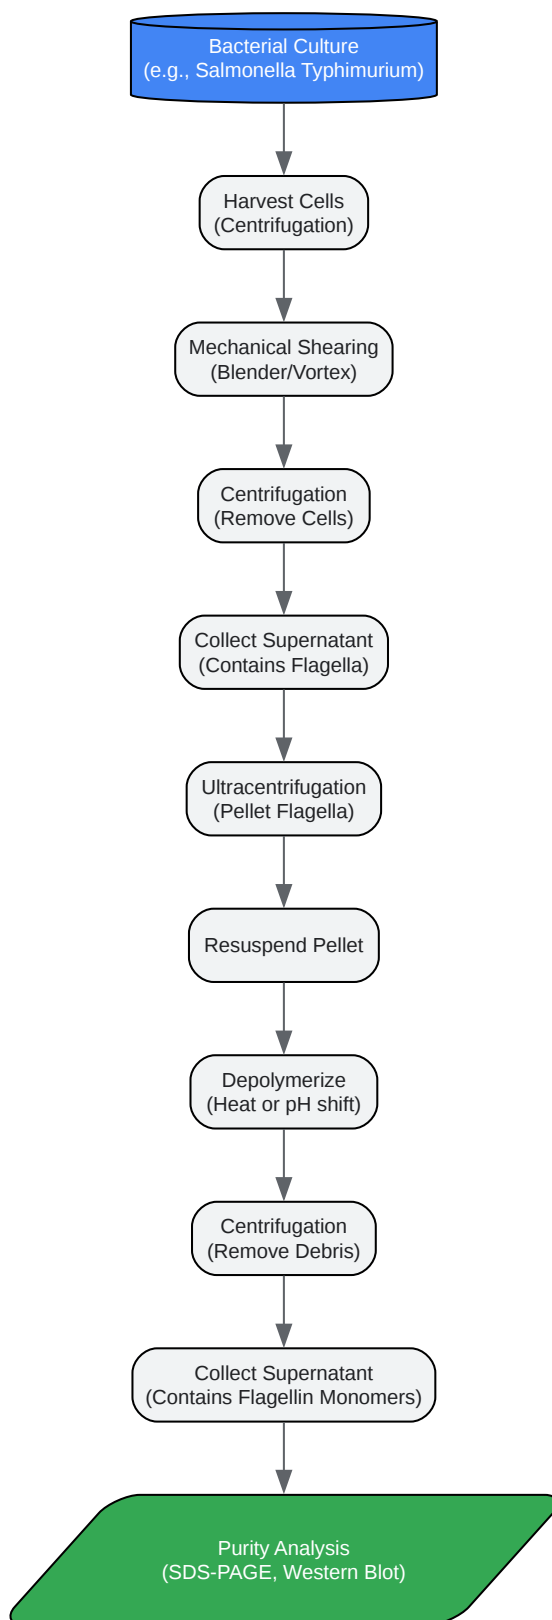 Bacterial Culture
(e.g., Salmonella Typhimurium)
Harvest Cells
(Centrifugation)
Mechanical Shearing
(Blender/Vortex)
Centrifugation
(Remove Cells)
Collect Supernatant
(Contains Flagella)
Ultracentrifugation
(Pellet Flagella)
Resuspend Pellet
Depolymerize
(Heat or pH shift)
Centrifugation
(Remove Debris)
Collect Supernatant
(Contains Flagellin Monomers)
Purity Analysis
(SDS-PAGE, Western Blot)